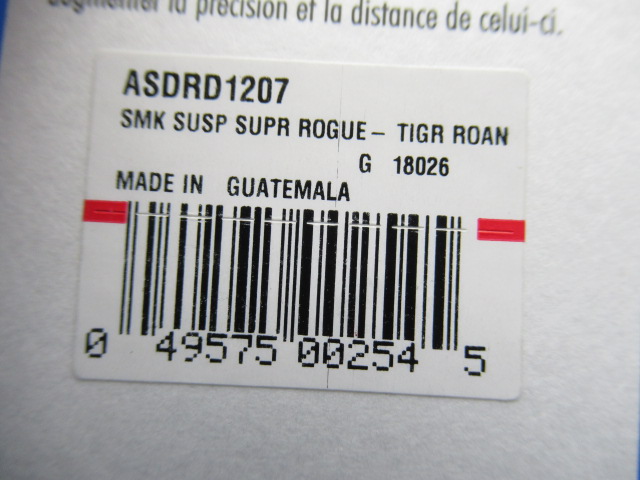 augmenter la précision et la distance de celui-ci.
ASDRD1207
SMK SUSP SUPR ROGUE– TIGR ROAN
G 18026
MADE IN GUATEMALA
0 49575 00254 5